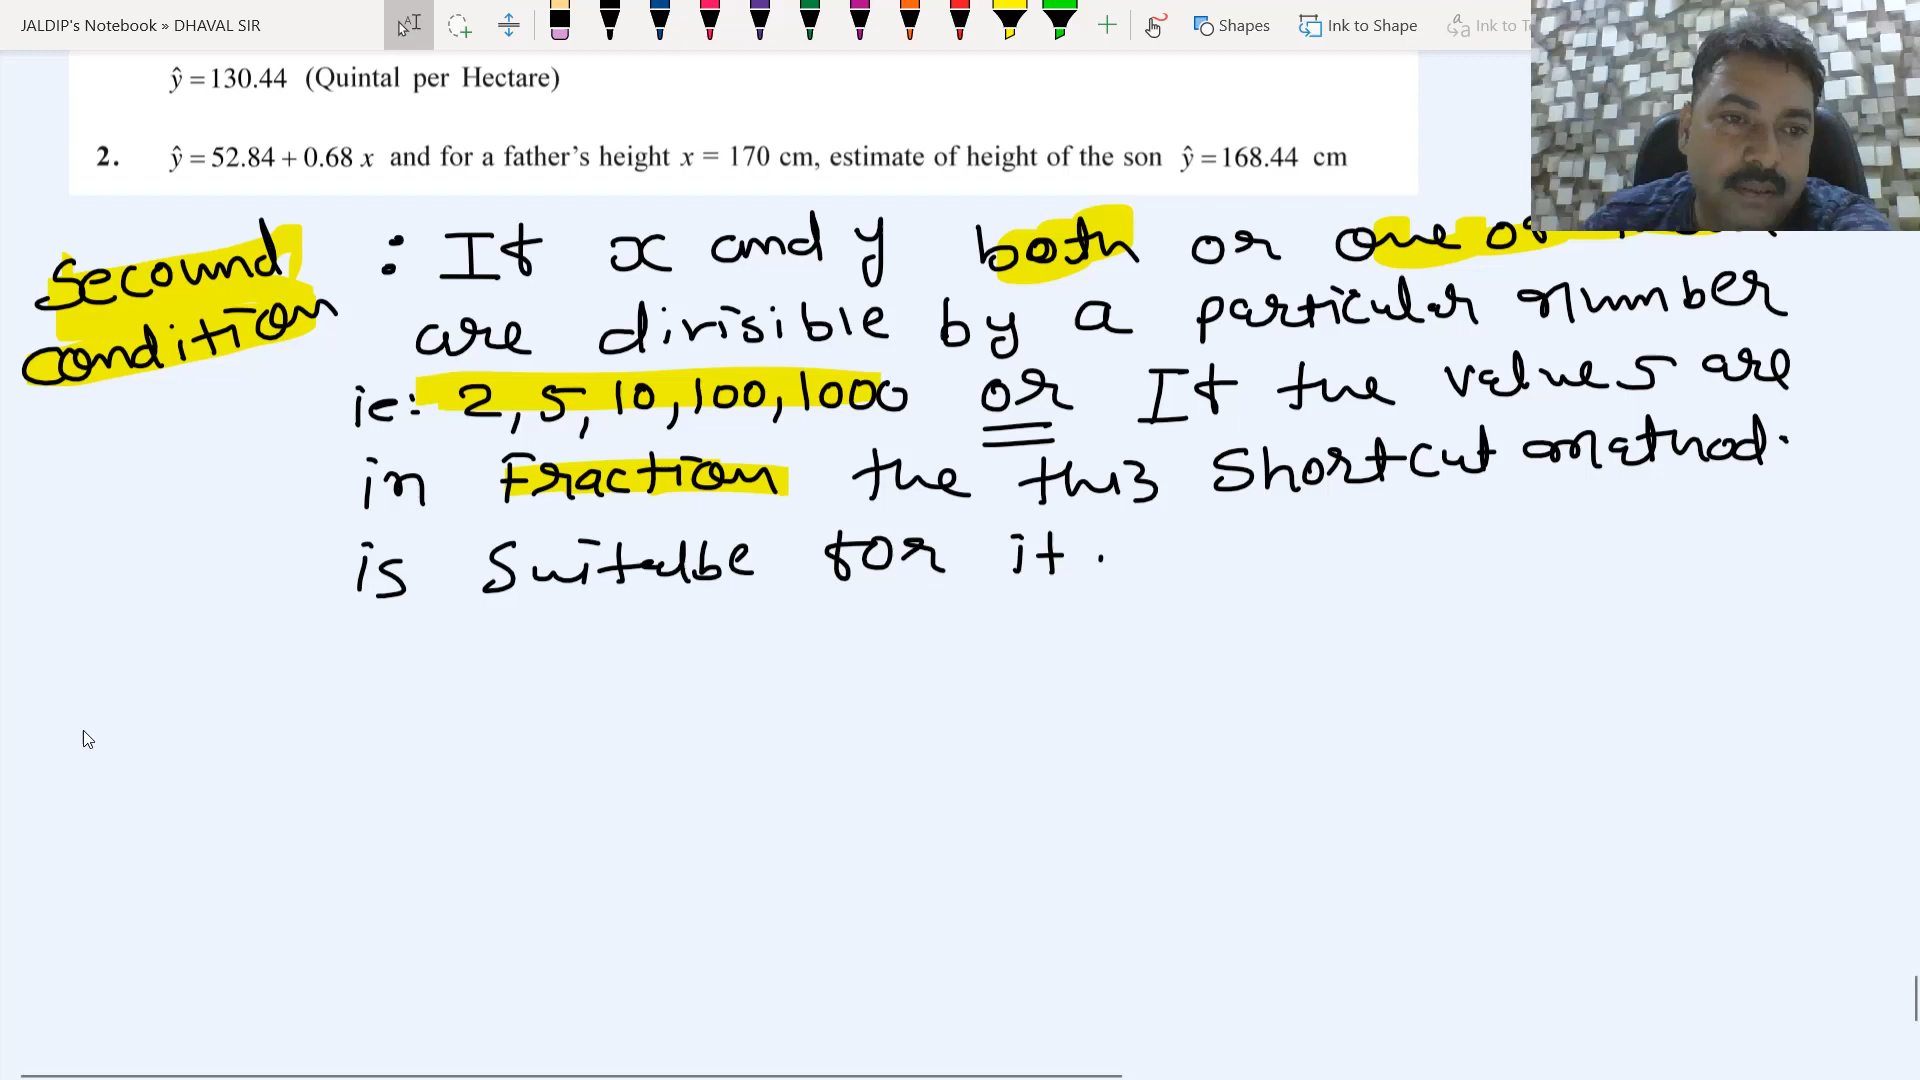 JALDIP's Notebook » DHAVAL SIR
Shapes
Ink to Shape
Ink to
ŷ = 130.44 (Quintal per Hectare)
2. ŷ = 52.84 + 0.68 x and for a father's height x = 170 cm, estimate of height of the son ŷ = 168.44 cm
Secound condition : If x and y both or one of
are divisible by a particular number
ie: 2, 5, 10, 100, 1000 or If the values are
in Fraction the this Shortcut method.
is Suitalbe for it.